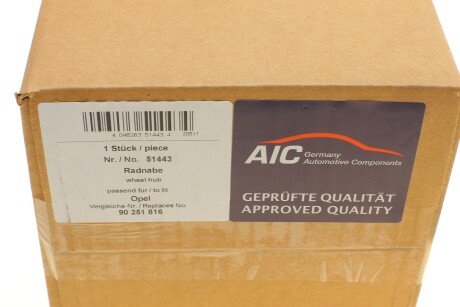 4 046283 51443 4 20911
1 Stück / piece
Nr. / No. 51443
Radnabe
wheel hub
passend für / to fit
Opel
Vergleichs-Nr. / Replaces No.
90 251 816
AIC Germany
Automotive Components
GEPRÜFTE QUALITÄT
APPROVED QUALITY